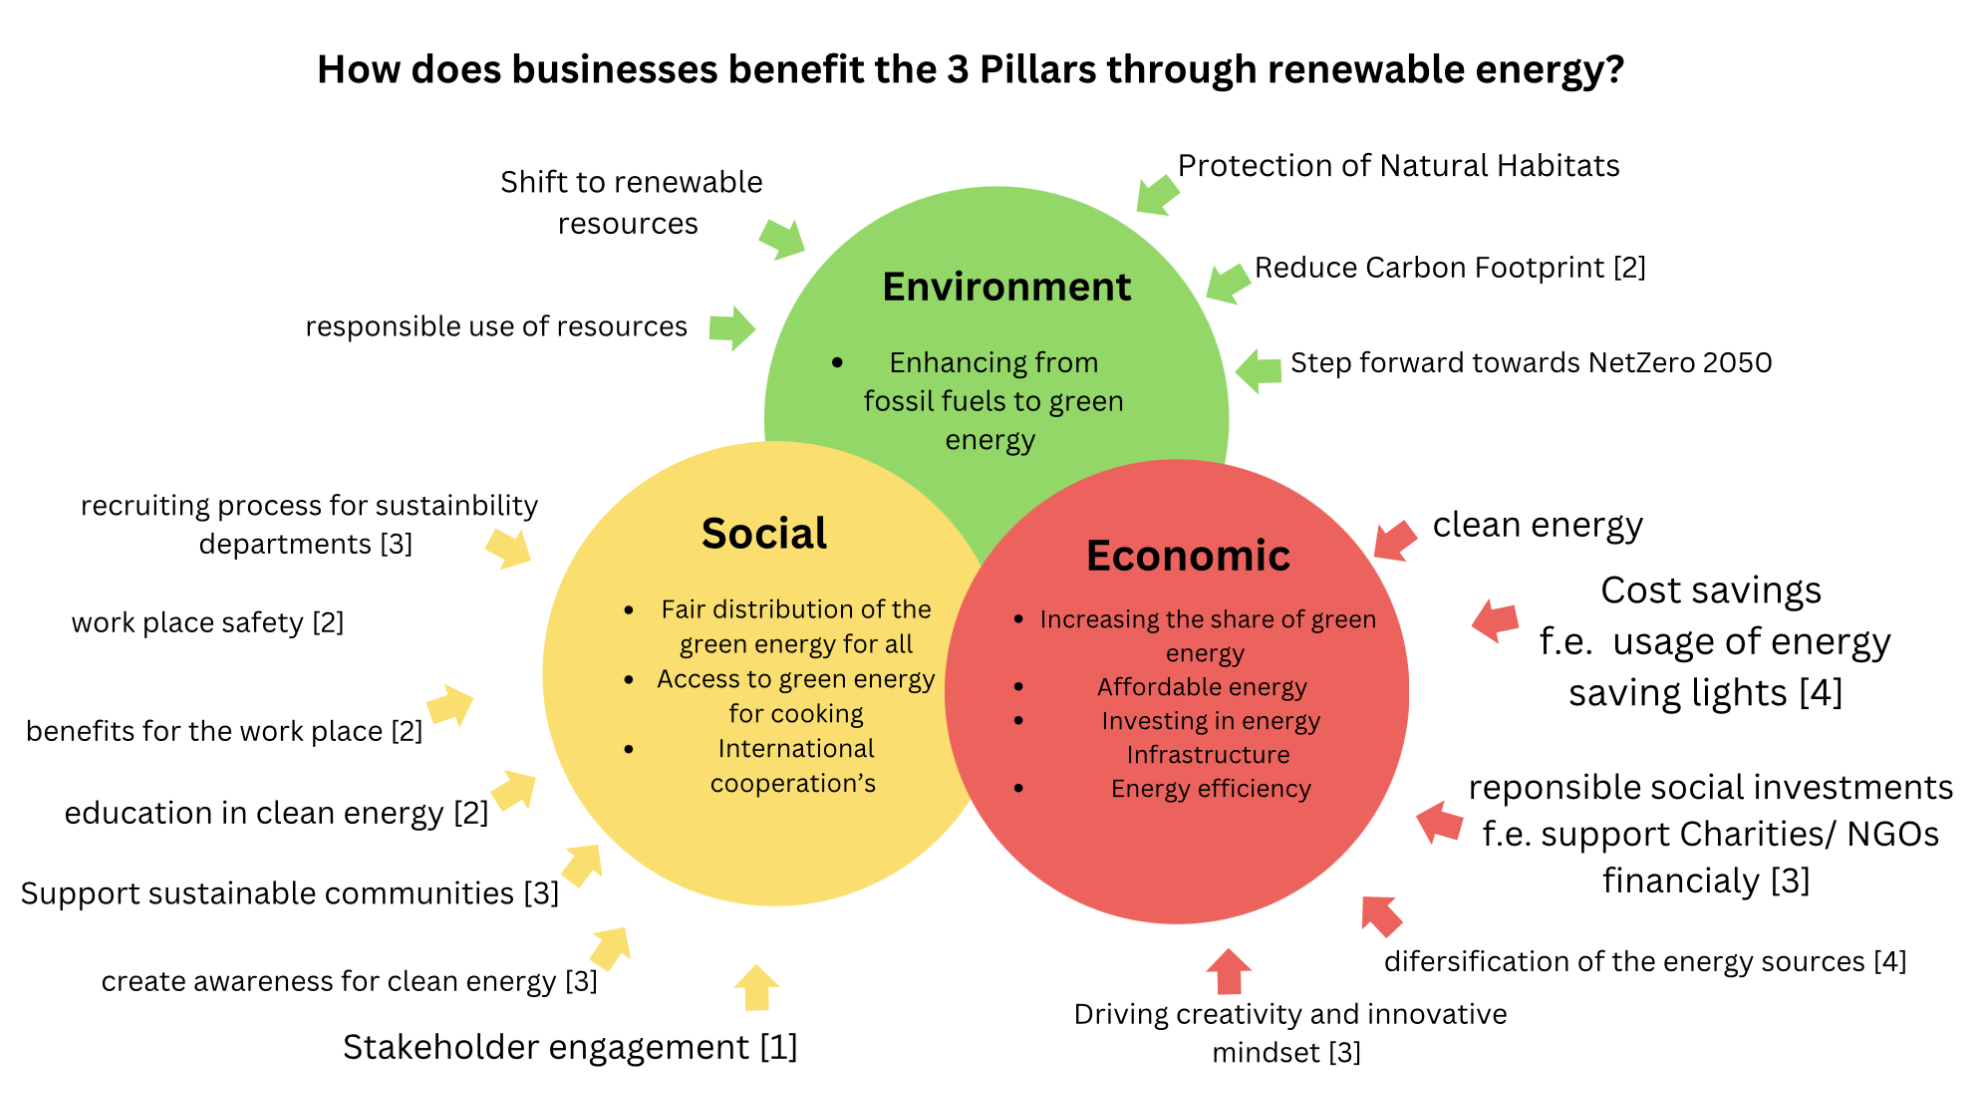 How does businesses benefit the 3 Pillars through renewable energy?
Shift to renewable
resources
responsible use of resources
Protection of Natural Habitats
Reduce Carbon Footprint [2]
Step forward towards NetZero 2050
Environment
• Enhancing from
fossil fuels to green
energy
recruiting process for sustainbility
departments [3]
work place safety [2]
benefits for the work place [2]
education in clean energy [2]
Support sustainable communities [3]
create awareness for clean energy [3]
Stakeholder engagement [1]
Social
• Fair distribution of the
green energy for all
• Access to green energy
for cooking
• International
cooperation’s
Economic
• Increasing the share of green
energy
• Affordable energy
• Investing in energy
Infrastructure
• Energy efficiency
clean energy
Cost savings
f.e. usage of energy
saving lights [4]
reponsible social investments
f.e. support Charities/ NGOs
financialy [3]
difersification of the energy sources [4]
Driving creativity and innovative
mindset [3]